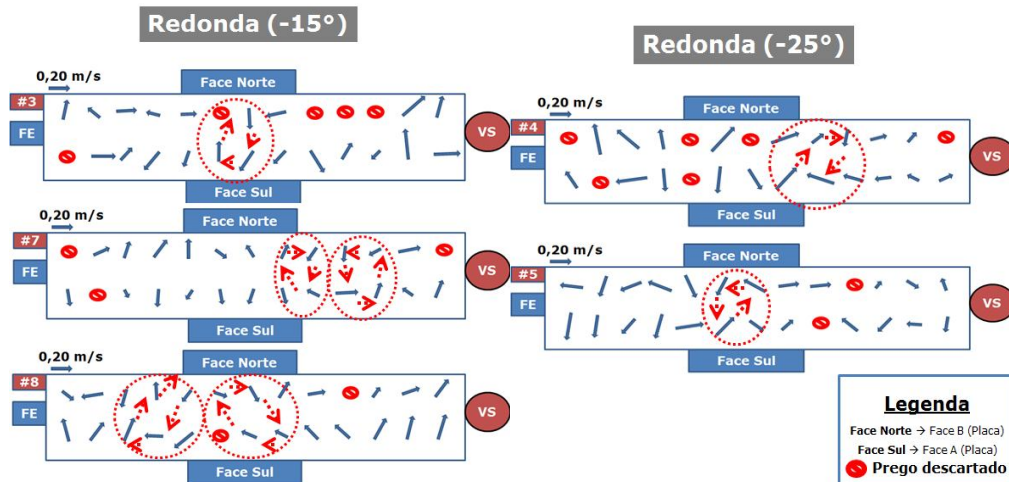 Redonda (-15°)
0,20 m/s
Face Norte
#3
FE
VS
Face Sul
0,20 m/s
Face Norte
#7
FE
VS
Face Sul
0,20 m/s
Face Norte
#8
FE
VS
Face Sul
Redonda (-25°)
0,20 m/s
Face Norte
#4
FE
VS
Face Sul
0,20 m/s
Face Norte
#5
FE
VS
Face Sul
Legenda
Face Norte → Face B (Placa)
Face Sul → Face A (Placa)
Prego descartado